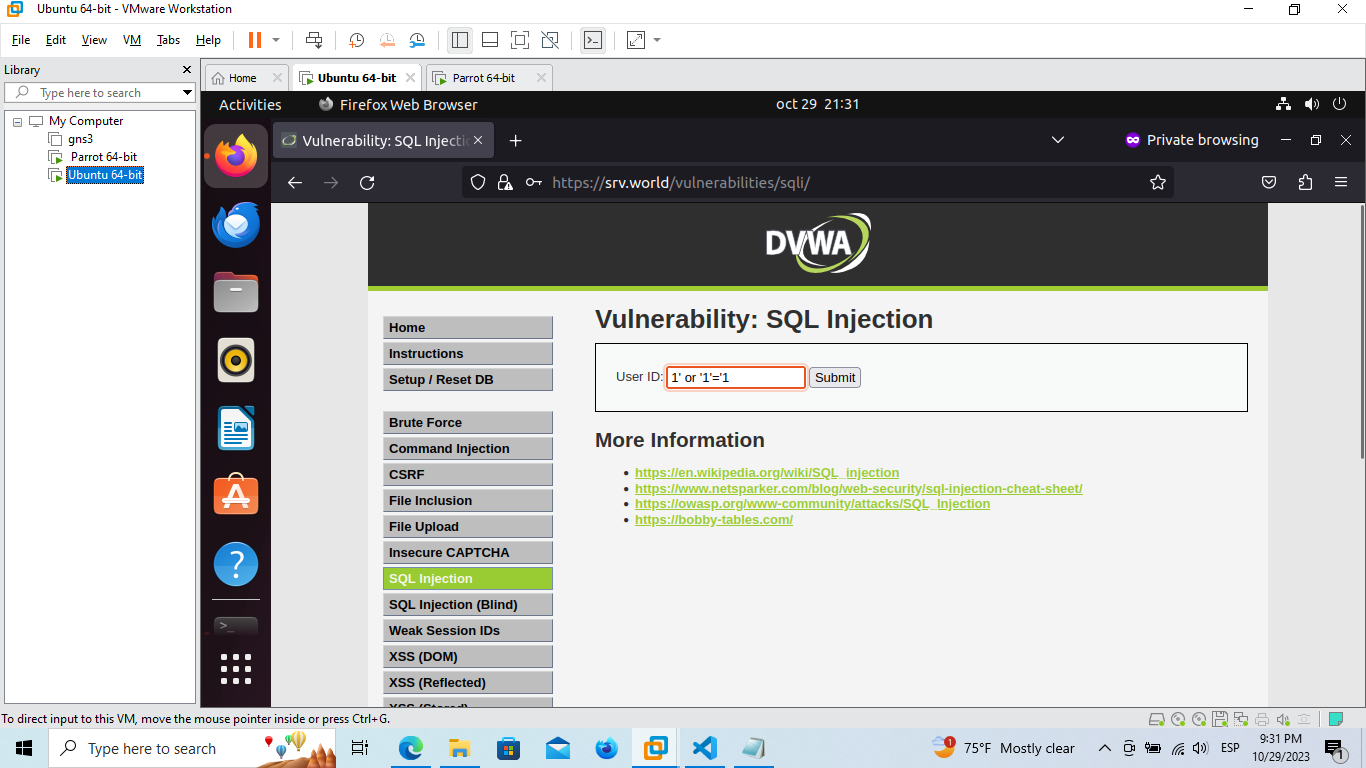 Ubuntu 64-bit - VMware Workstation
File Edit View VM Tabs Help
Library
Type here to search
My Computer
gns3
Parrot 64-bit
Ubuntu 64-bit
Home
Ubuntu 64-bit
Parrot 64-bit
Activities
Firefox Web Browser
oct 29 21:31
Vulnerability: SQL Injectio
Private browsing
https://srv.world/vulnerabilities/sqli/
DVWA
Home
Instructions
Setup / Reset DB
Brute Force
Command Injection
CSRF
File Inclusion
File Upload
Insecure CAPTCHA
SQL Injection
SQL Injection (Blind)
Weak Session IDs
XSS (DOM)
XSS (Reflected)
XSS (Stored)
Vulnerability: SQL Injection
User ID: 1' or '1'='1 Submit
More Information
https://en.wikipedia.org/wiki/SQL_injection
https://www.netsparker.com/blog/web-security/sql-injection-cheat-sheet/
https://owasp.org/www-community/attacks/SQL_Injection
https://bobby-tables.com/
To direct input to this VM, move the mouse pointer inside or press Ctrl+G.
Type here to search
1
75°F Mostly clear
ESP
9:31 PM
10/29/2023
1